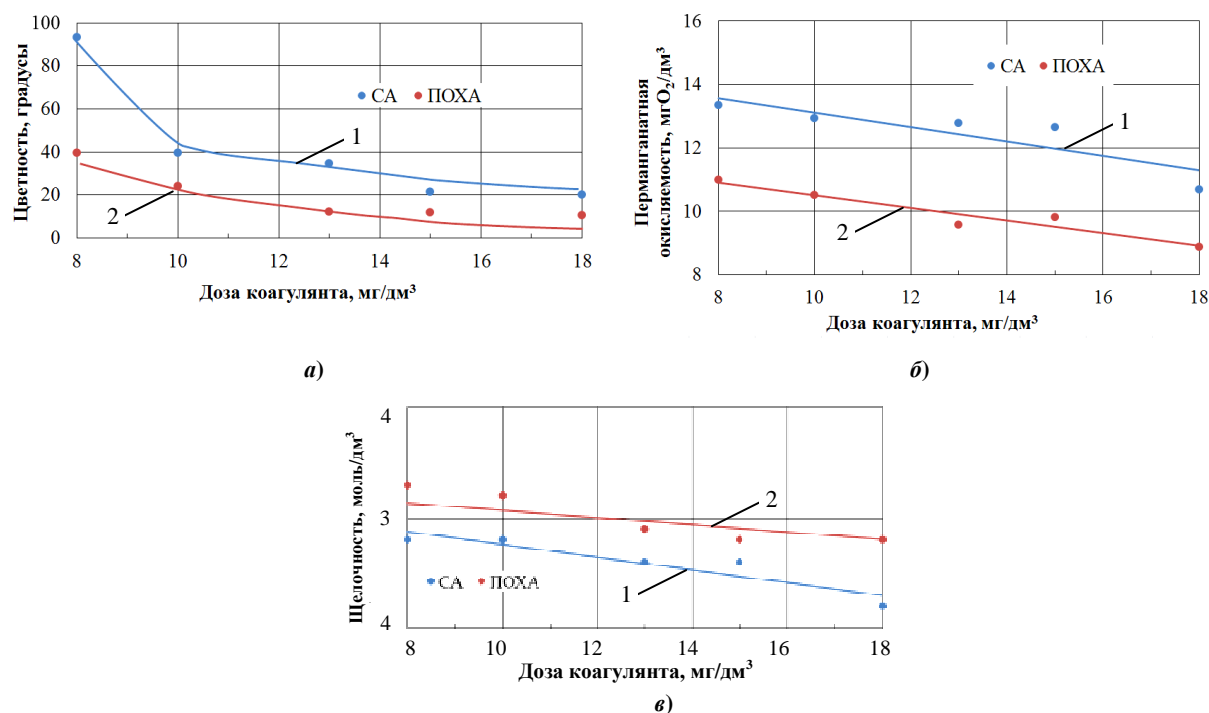 100
80
60
40
20
0
Цветность, градусы
СА
ПОХА
1
2
8
10
12
14
16
18
Доза коагулянта, мг/дм³
а)
16
14
12
10
8
Перманганатная
окисляемость, мгО₂/дм³
СА
ПОХА
1
2
8
10
12
14
16
18
Доза коагулянта, мг/дм³
б)
4
3
4
Щелочность, моль/дм³
2
СА
ПОХА
1
8
10
12
14
16
18
Доза коагулянта, мг/дм³
в)